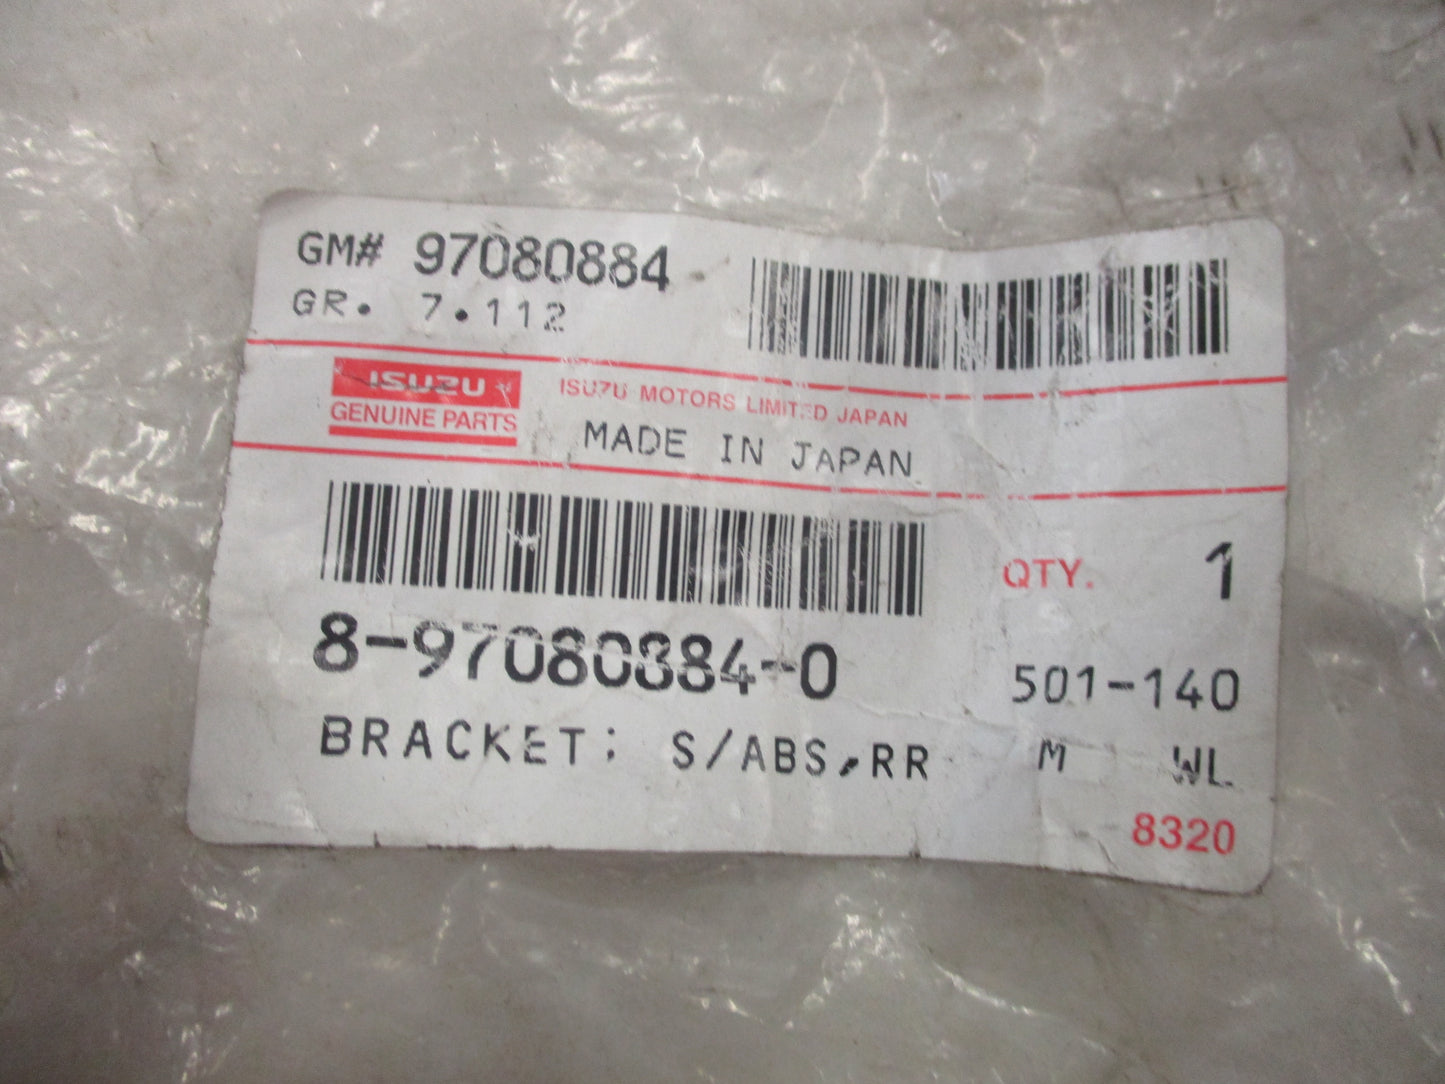 GM# 97080884
GR. 7.112
ISUZU
GENUINE PARTS
ISUZU MOTORS LIMITED JAPAN
MADE IN JAPAN
QTY. 1
8-97080884-0
501-140
BRACKET; S/ABS,RR M WL
8320